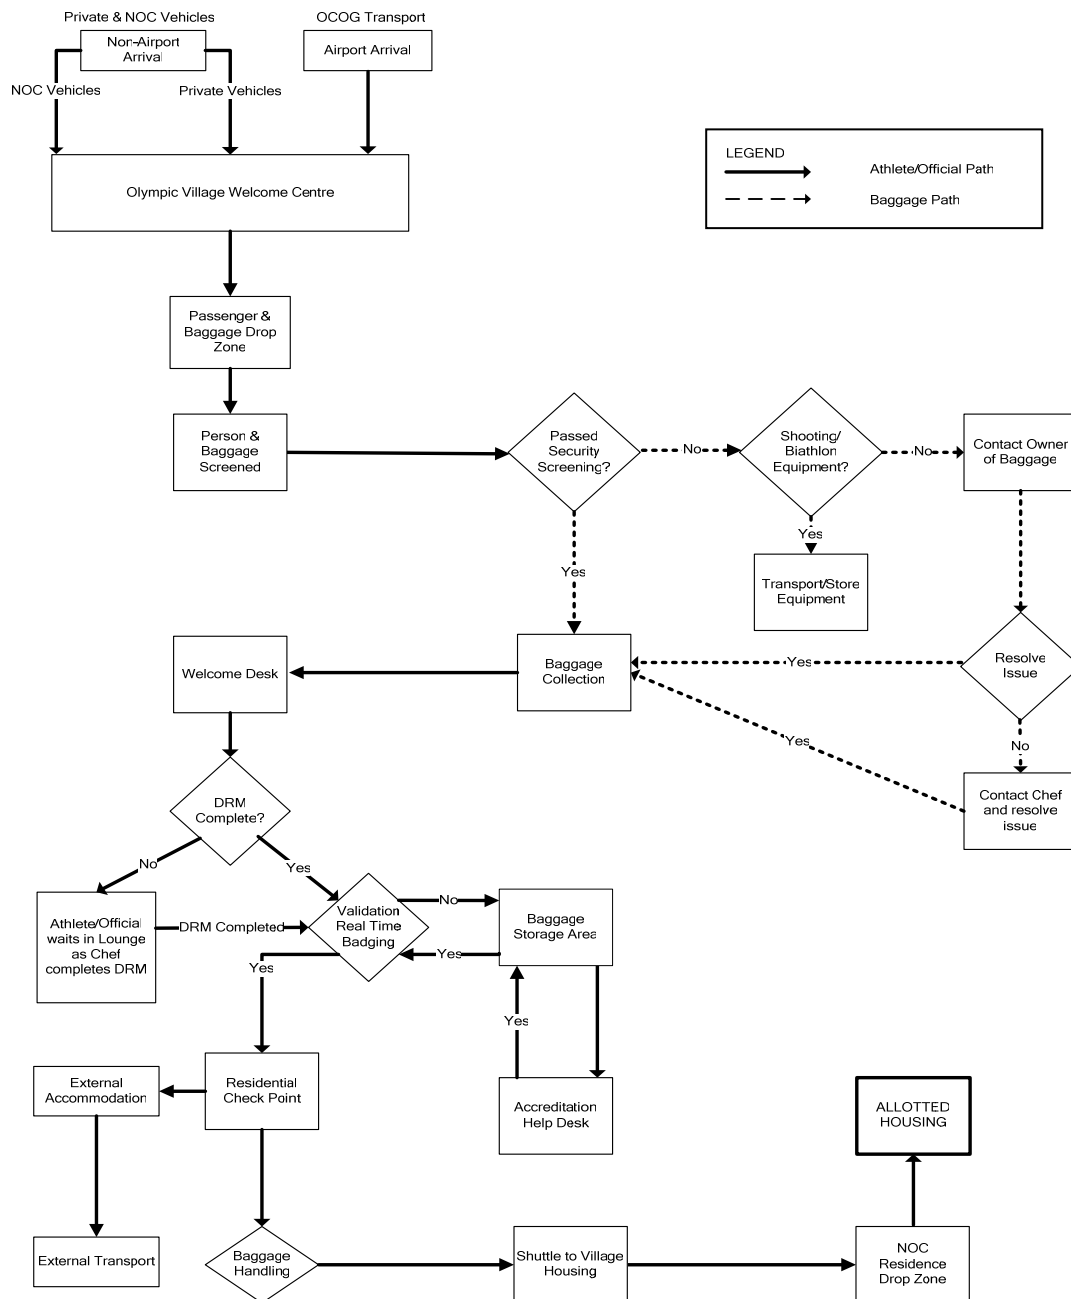 Private & NOC Vehicles
OCOG Transport
Non-Airport
Arrival
Airport Arrival
NOC Vehicles
Private Vehicles
Olympic Village Welcome Centre
LEGEND
Athlete/Official Path
Baggage Path
Passenger &
Baggage Drop
Zone
Person &
Baggage
Screened
Passed
Security
Screening?
No
Shooting/
Biathlon
Equipment?
No
Contact Owner
of Baggage
Yes
Transport/Store
Equipment
Yes
Welcome Desk
Baggage
Collection
Yes
Resolve
Issue
Yes
No
Contact Chef
and resolve
issue
DRM
Complete?
No
Yes
Athlete/Official
waits in Lounge
as Chef
completes DRM
DRM Completed
Validation
Real Time
Badging
No
Baggage
Storage Area
Yes
Yes
Yes
External
Accommodation
Residential
Check Point
Accreditation
Help Desk
ALLOTTED
HOUSING
External Transport
Baggage
Handling
Shuttle to Village
Housing
NOC
Residence
Drop Zone